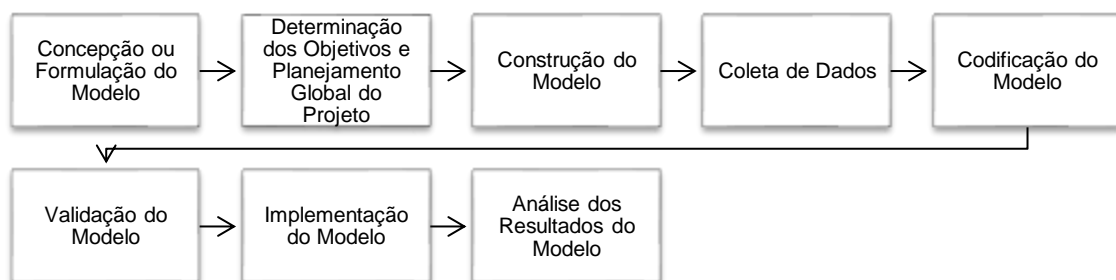 Concepção ou
Formulação do
Modelo
Determinação
dos Objetivos e
Planejamento
Global do
Projeto
Construção do
Modelo
Coleta de Dados
Codificação do
Modelo
Validação do
Modelo
Implementação
do Modelo
Análise dos
Resultados do
Modelo